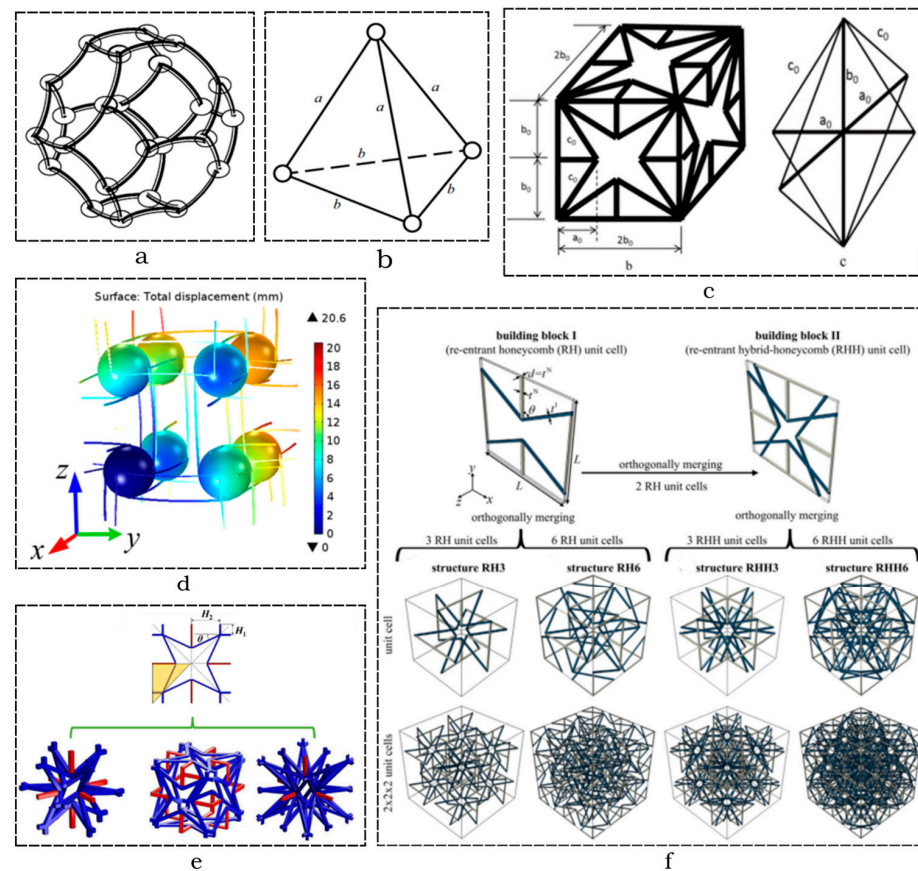 a
a
a
a
b
b
b
b
2b₀
b₀
b₀
c₀
c₀
a₀
2b₀
b
c₀
c₀
b₀
a₀
a₀
c
c
Surface: Total displacement (mm)
20.6
20
18
16
14
12
10
8
6
4
2
0
0
z
x
y
d
H₂
H₁
θ
e
building block I
(re-entrant honeycomb (RH) unit cell)
building block II
(re-entrant hybrid-honeycomb (RHH) unit cell)
d=tᴺ
tᴺ
θ
tᴵ
L
L
y
z
x
orthogonally merging
2 RH unit cells
orthogonally merging
orthogonally merging
3 RH unit cells
6 RH unit cells
3 RHH unit cells
6 RHH unit cells
structure RH3
structure RH6
structure RHH3
structure RHH6
unit cell
2x2x2 unit cells
f